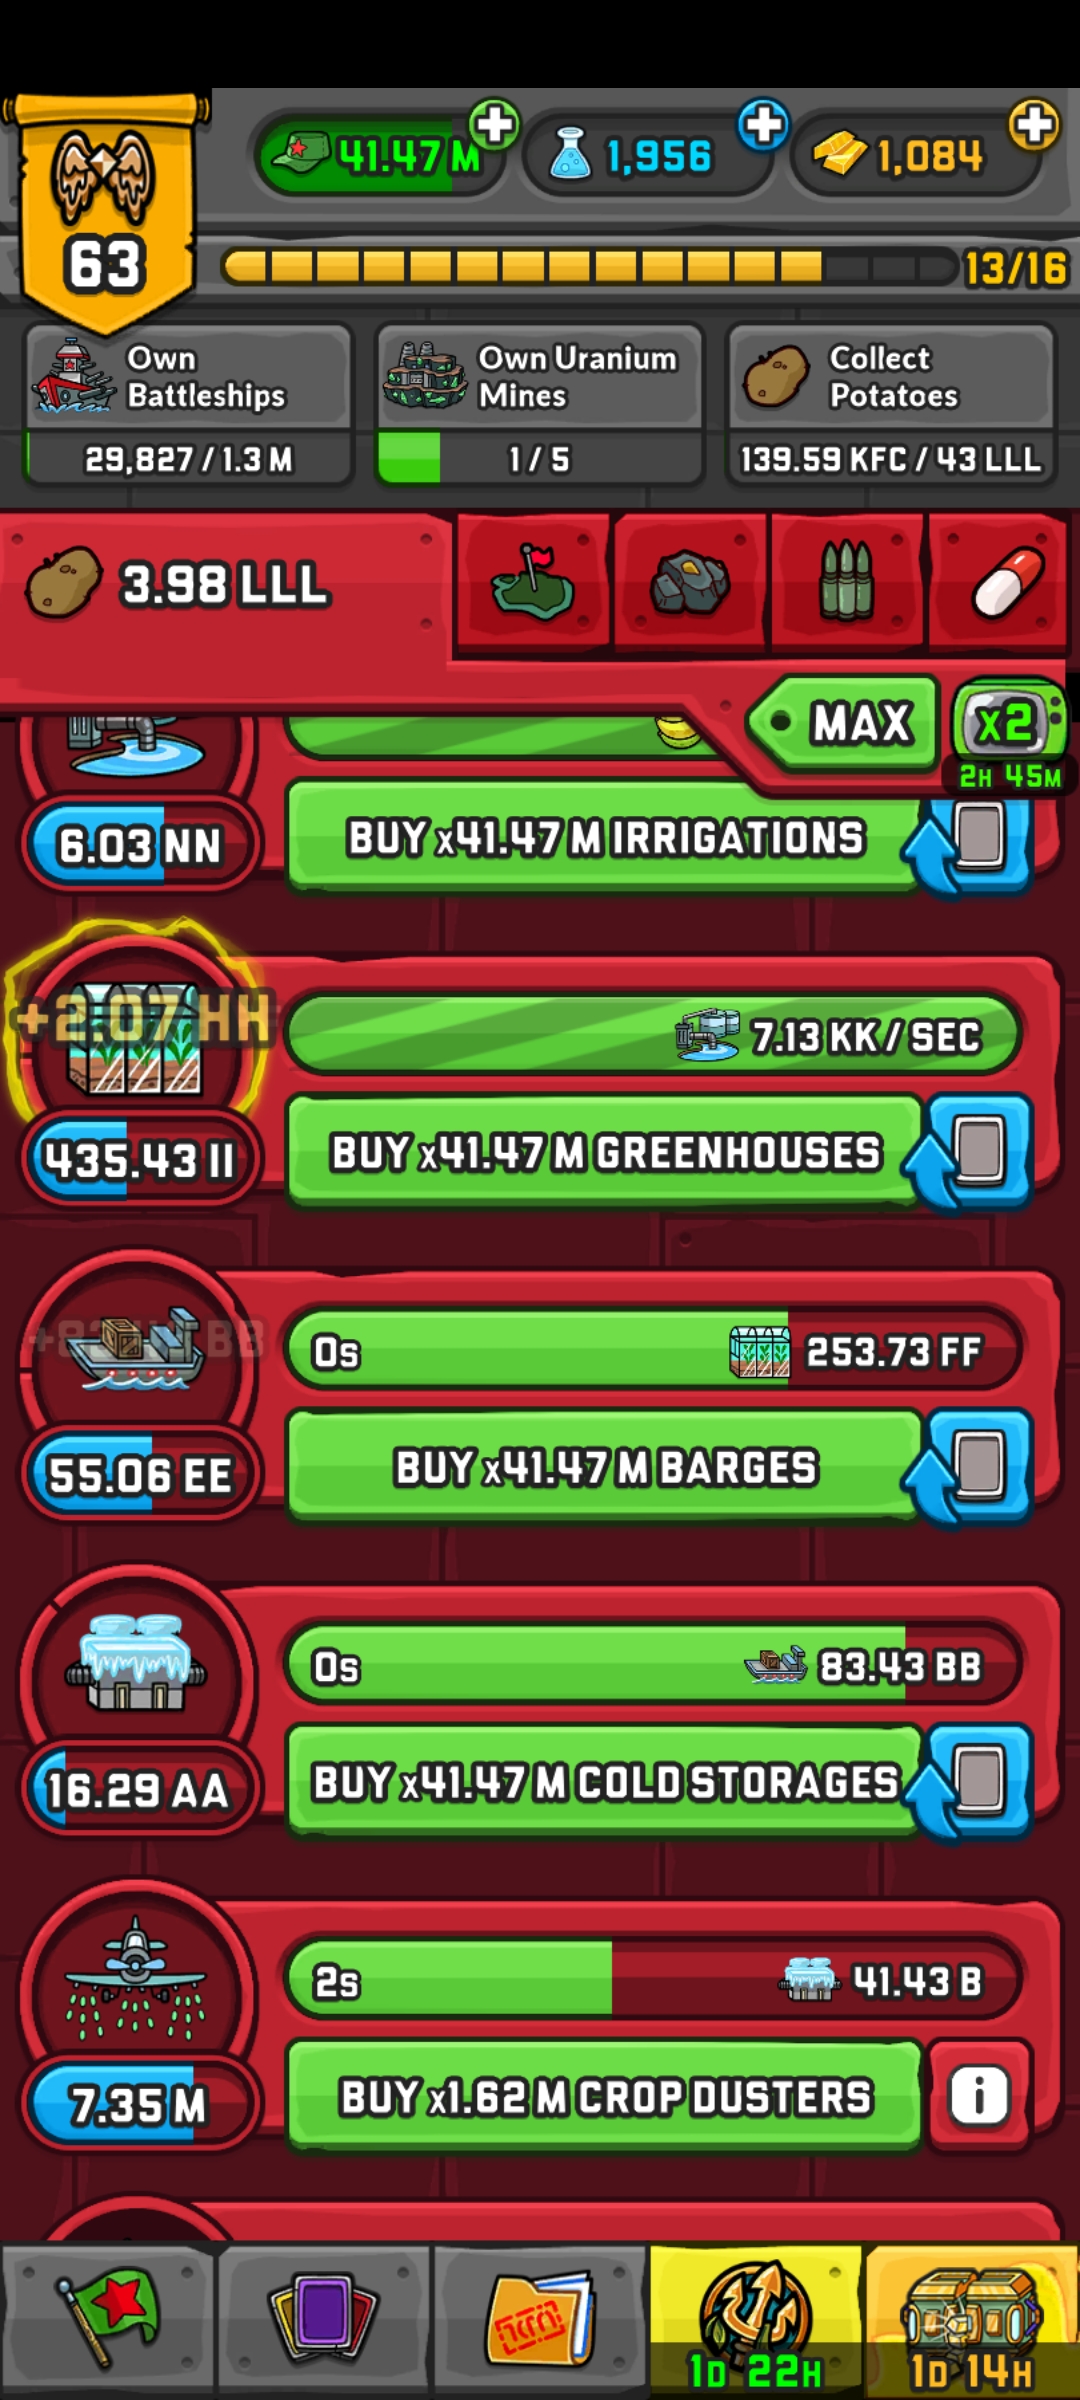 41.47 M
1,956
1,084
63
13/16
Own
Battleships
29,827 / 1.3 M
Own Uranium
Mines
1 / 5
Collect
Potatoes
139.59 KFC / 43 LLL
3.98 LLL
MAX
X2
2H 45M
6.03 NN
BUY x41.47 M IRRIGATIONS
+2.07 HH
7.13 KK / SEC
435.43 II
BUY x41.47 M GREENHOUSES
0s
253.73 FF
55.06 EE
BUY x41.47 M BARGES
0s
83.43 BB
16.29 AA
BUY x41.47 M COLD STORAGES
2s
41.43 B
7.35 M
BUY x1.62 M CROP DUSTERS
i
1D 22H
1D 14H